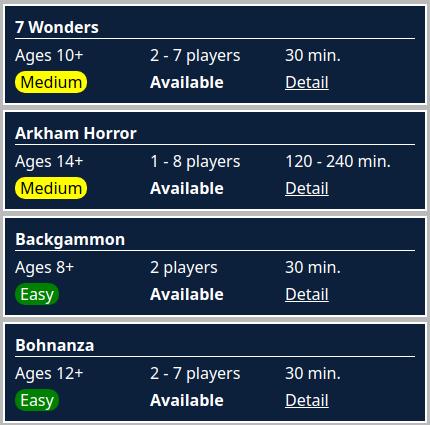 7 Wonders
Ages 10+ 2 - 7 players 30 min.
Medium Available Detail
Arkham Horror
Ages 14+ 1 - 8 players 120 - 240 min.
Medium Available Detail
Backgammon
Ages 8+ 2 players 30 min.
Easy Available Detail
Bohnanza
Ages 12+ 2 - 7 players 30 min.
Easy Available Detail